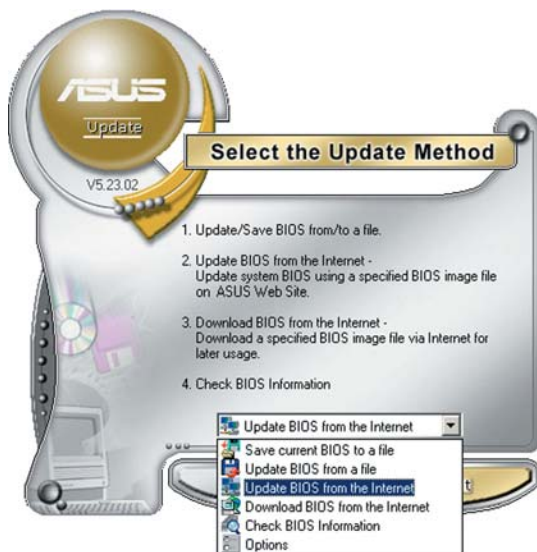 ASUS
Update
V5.23.02
Select the Update Method
1. Update/Save BIOS from/to a file.
2. Update BIOS from the Internet -
Update system BIOS using a specified BIOS image file
on ASUS Web Site.
3. Download BIOS from the Internet -
Download a specified BIOS image file via Internet for
later usage.
4. Check BIOS Information
Update BIOS from the Internet
Save current BIOS to a file
Update BIOS from a file
Update BIOS from the Internet
Download BIOS from the Internet
Check BIOS Information
Options